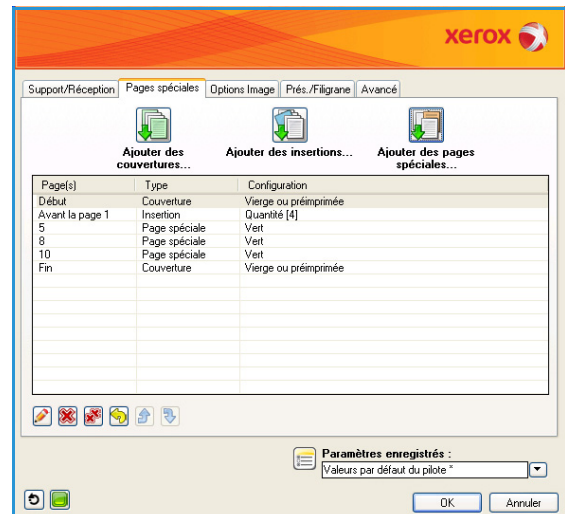 xerox
Support/Réception Pages spéciales Options Image Prés./Filigrane Avancé
Ajouter des couvertures...
Ajouter des insertions...
Ajouter des pages spéciales...
Page(s) Type Configuration
Début Couverture Vierge ou préimprimée
Avant la page 1 Insertion Quantité [4]
5 Page spéciale Vert
8 Page spéciale Vert
10 Page spéciale Vert
Fin Couverture Vierge ou préimprimée
Paramètres enregistrés :
Valeurs par défaut du pilote *
OK Annuler